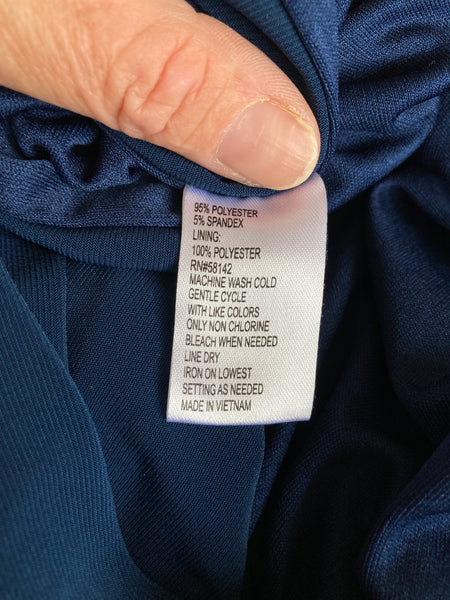 95% POLYESTER
5% SPANDEX
LINING:
100% POLYESTER
RN#58142
MACHINE WASH COLD
GENTLE CYCLE
WITH LIKE COLORS
ONLY NON CHLORINE
BLEACH WHEN NEEDED
LINE DRY
IRON ON LOWEST
SETTING AS NEEDED
MADE IN VIETNAM